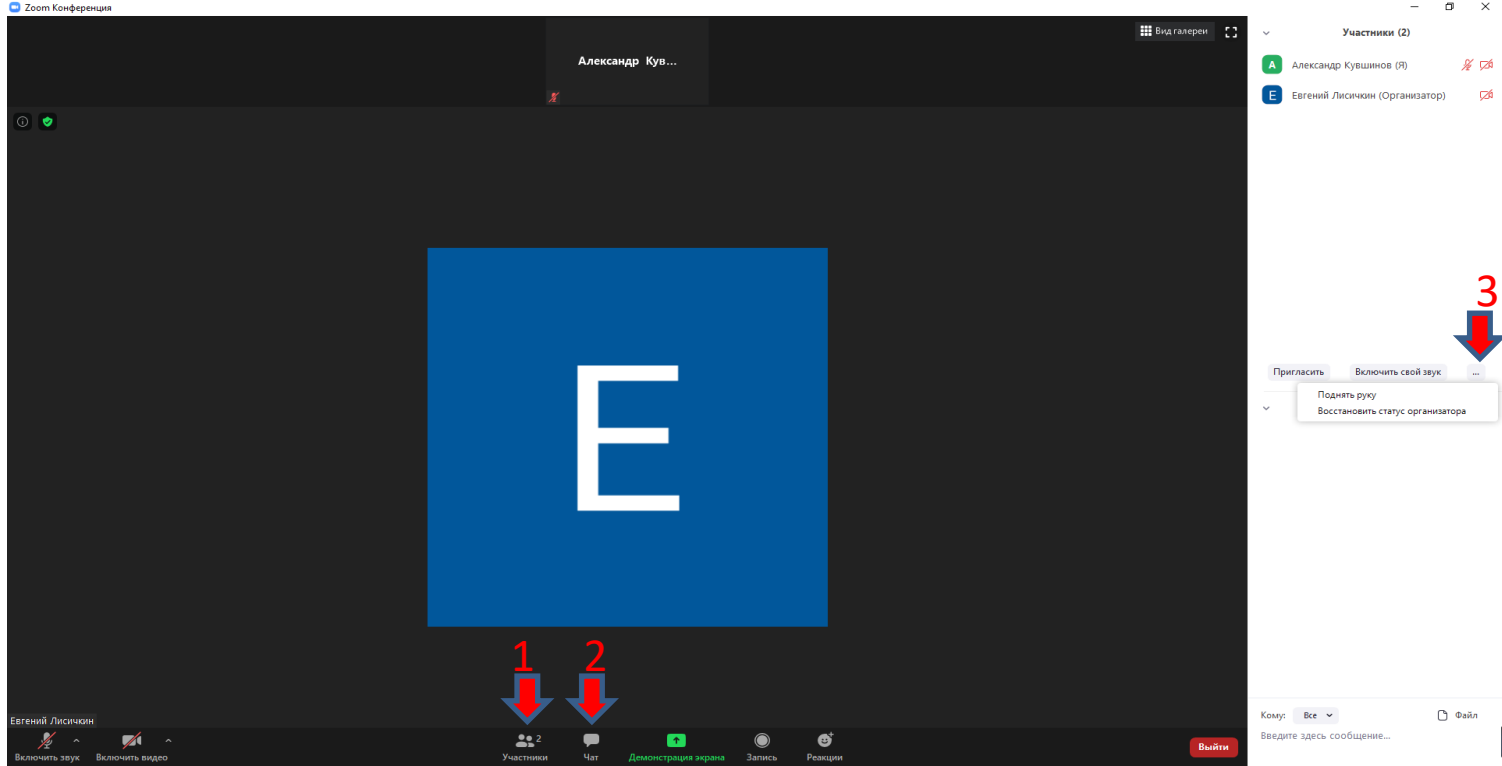 Zoom Конференция
Вид галереи
Александр Кув...
Участники (2)
А Александр Кувшинов (Я)
Е Евгений Лисичкин (Организатор)
E
3
Пригласить Включить свой звук ...
Поднять руку
Восстановить статус организатора
1 2
Евгений Лисичкин
Включить звук Включить видео Участники 2 Чат Демонстрация экрана Запись Реакции Выйти
Кому: Все Файл
Введите здесь сообщение...